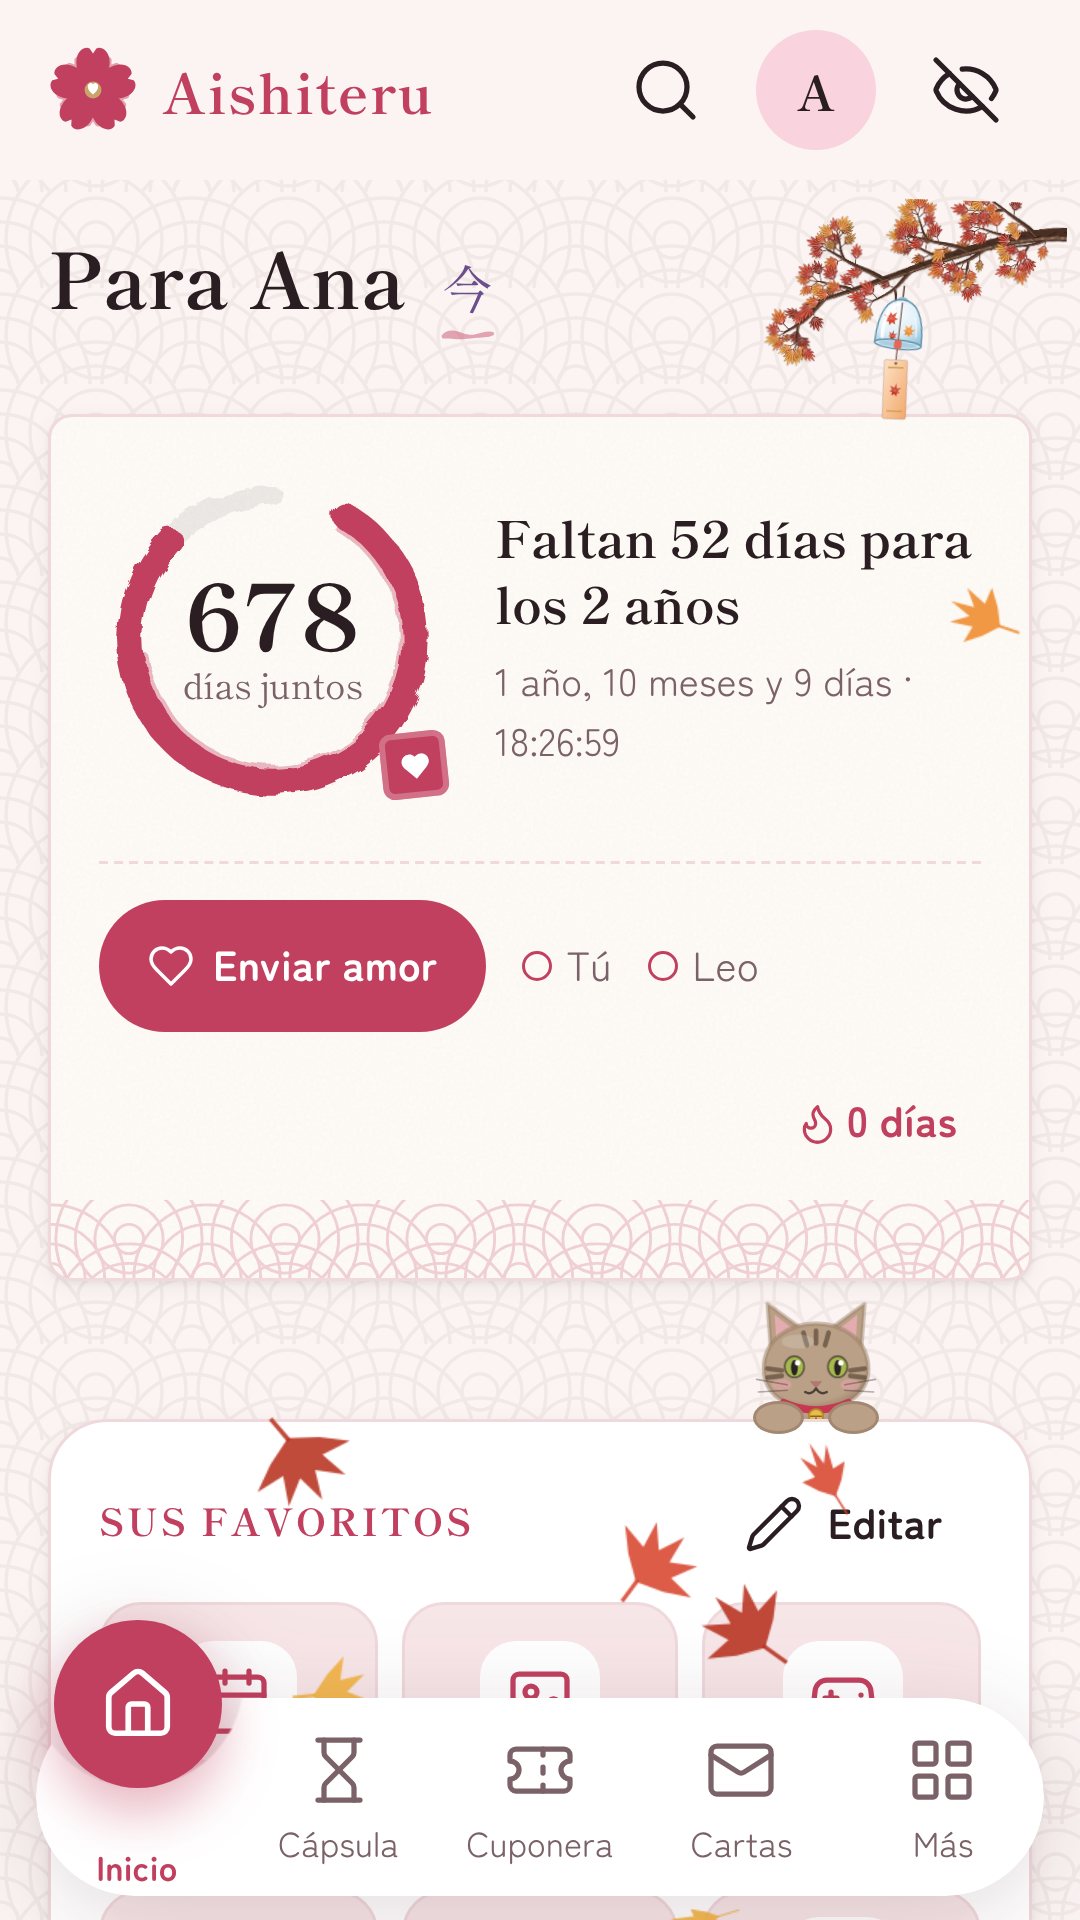 Aishiteru
A
Para Ana 今
678
días juntos
Faltan 52 días para
los 2 años
1 año, 10 meses y 9 días ·
18:26:59
Enviar amor
Tú
Leo
0 días
SUS FAVORITOS
Editar
Inicio
Cápsula
Cuponera
Cartas
Más